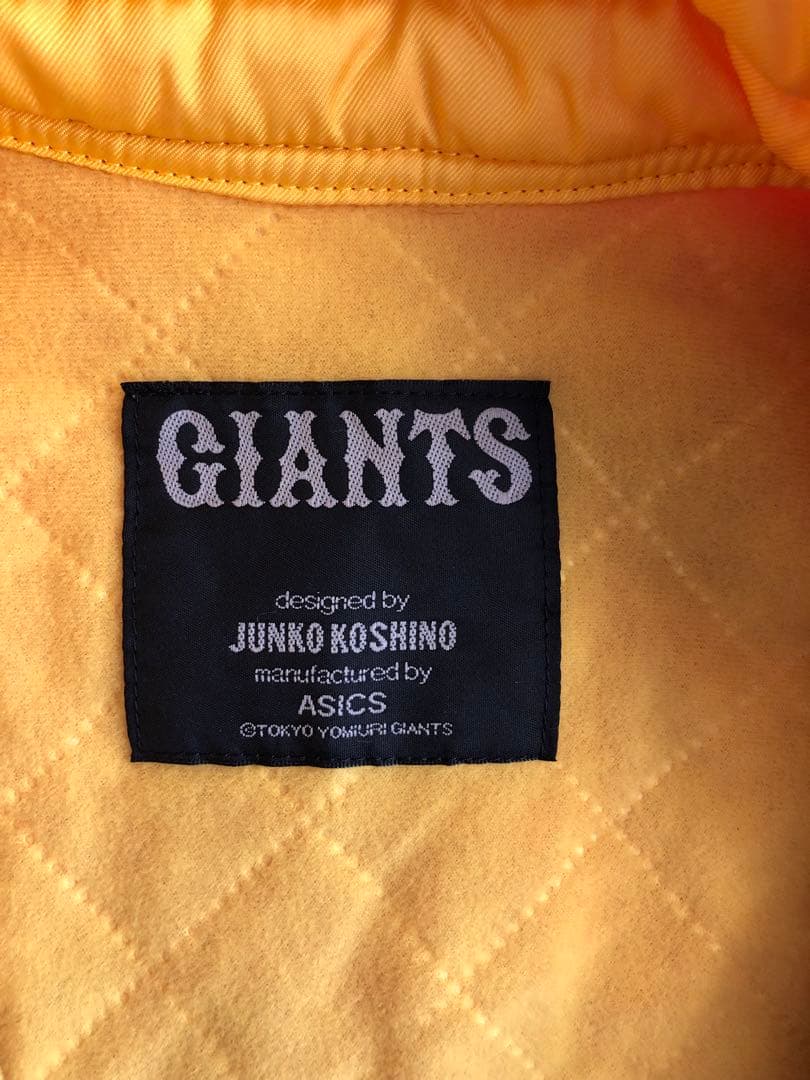 GIANTS
designed by
JUNKO KOSHINO
manufactured by
ASICS
©TOKYO YOMIURI GIANTS